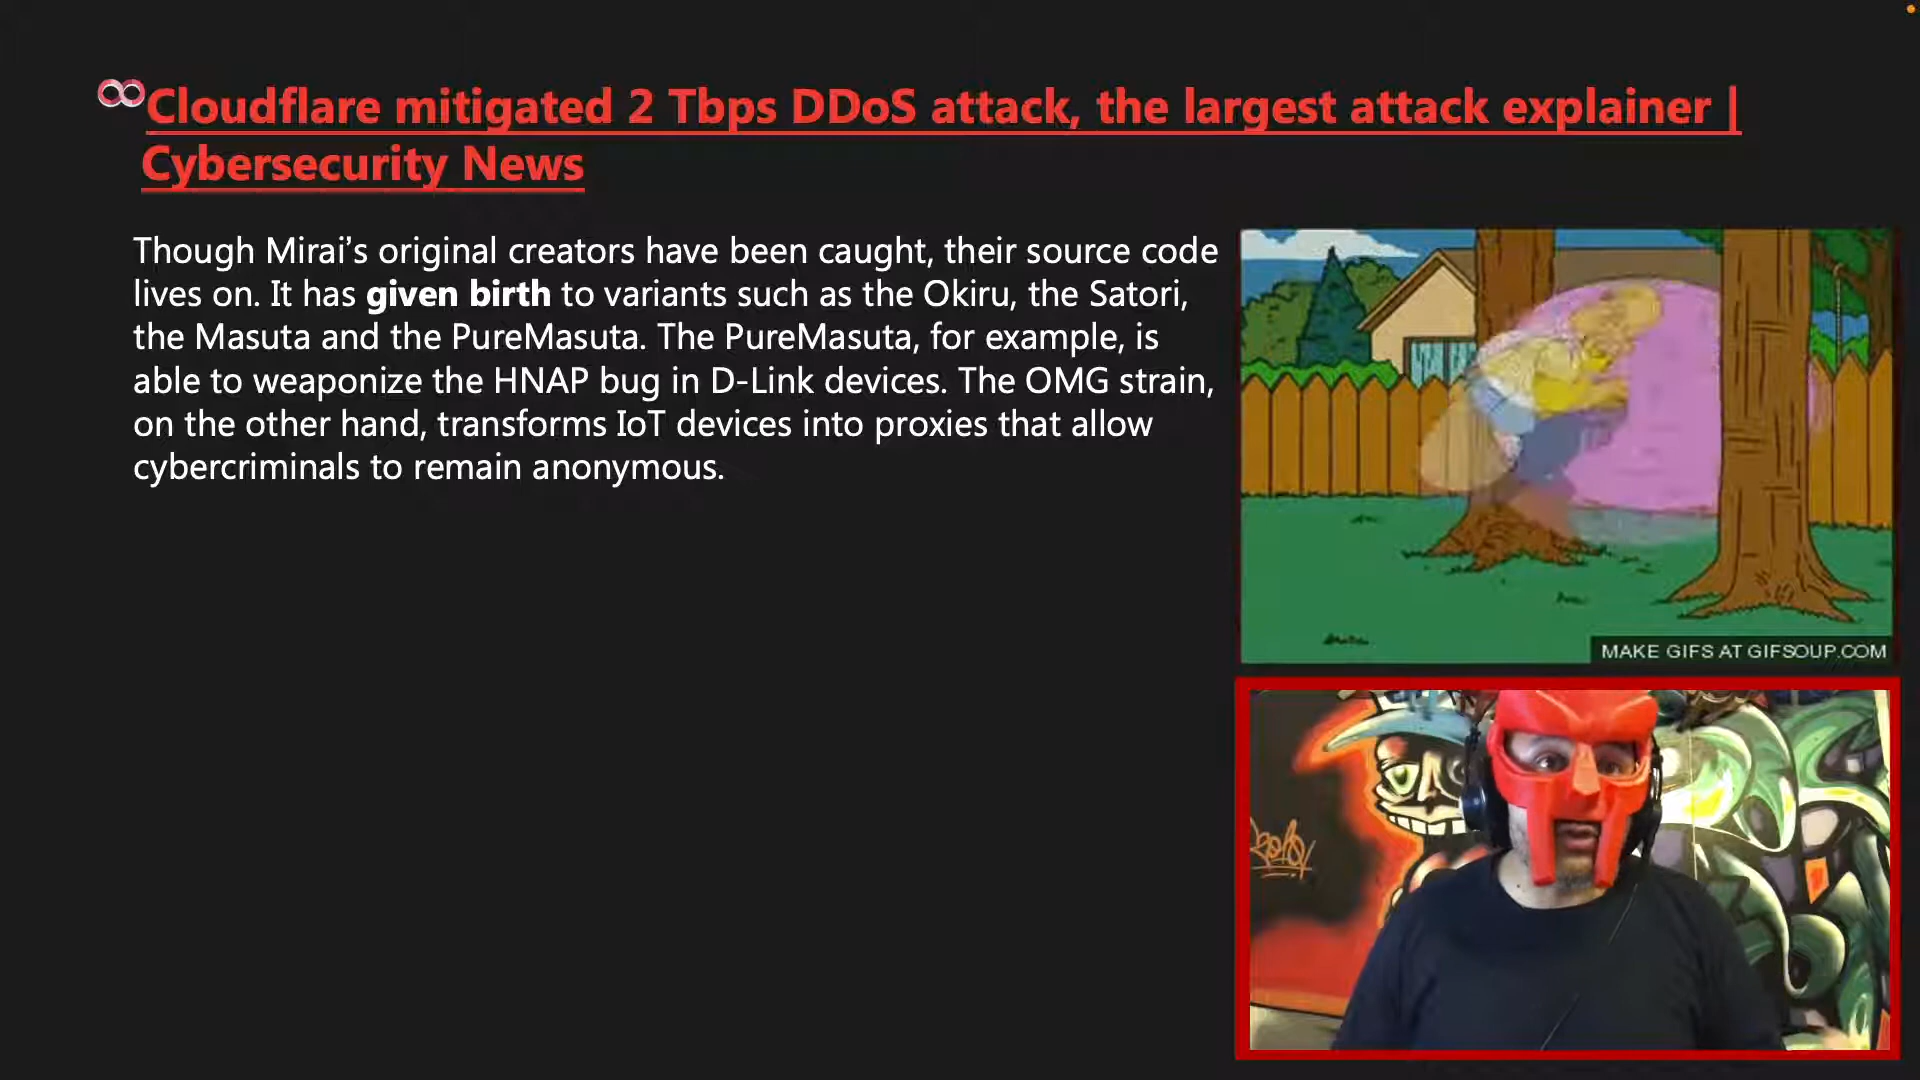 Cloudflare mitigated 2 Tbps DDoS attack, the largest attack explainer |
Cybersecurity News
Though Mirai’s original creators have been caught, their source code
lives on. It has given birth to variants such as the Okiru, the Satori,
the Masuta and the PureMasuta. The PureMasuta, for example, is
able to weaponize the HNAP bug in D-Link devices. The OMG strain,
on the other hand, transforms IoT devices into proxies that allow
cybercriminals to remain anonymous.
MAKE GIFS AT GIFSOUP.COM